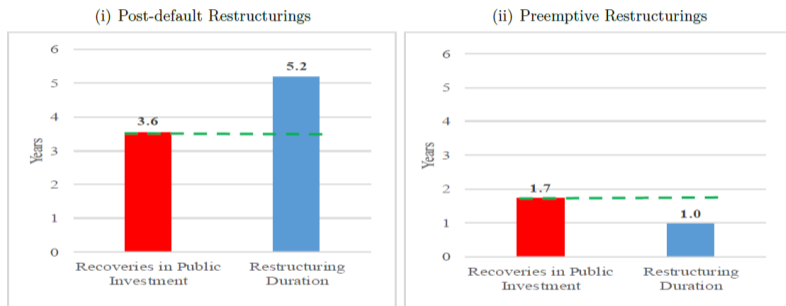 (i) Post-default Restructurings
6
5
4
3
2
1
0
Years
3.6
5.2
Recoveries in Public
Investment
Restructuring
Duration
(ii) Preemptive Restructurings
6
5
4
3
2
1
0
Years
1.7
1.0
Recoveries in Public
Investment
Restructuring
Duration